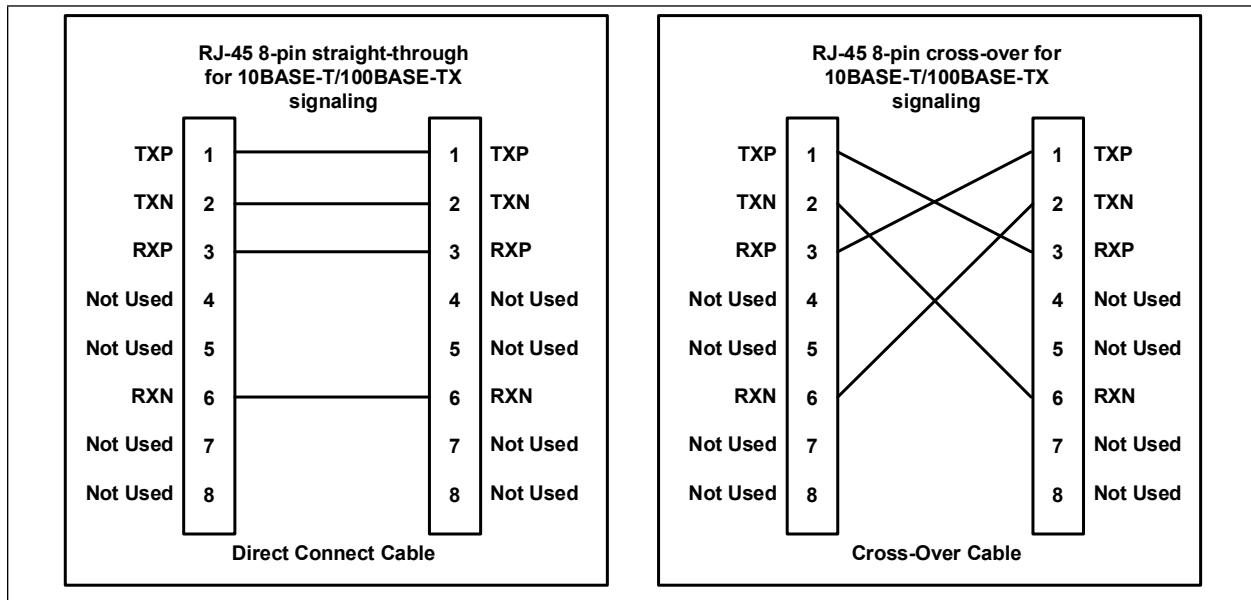 RJ-45 8-pin straight-through
for 10BASE-T/100BASE-TX
signaling
TXP 1 1 TXP
TXN 2 2 TXN
RXP 3 3 RXP
Not Used 4 4 Not Used
Not Used 5 5 Not Used
RXN 6 6 RXN
Not Used 7 7 Not Used
Not Used 8 8 Not Used
Direct Connect Cable
RJ-45 8-pin cross-over for
10BASE-T/100BASE-TX
signaling
TXP 1 1 TXP
TXN 2 2 TXN
RXP 3 3 RXP
Not Used 4 4 Not Used
Not Used 5 5 Not Used
RXN 6 6 RXN
Not Used 7 7 Not Used
Not Used 8 8 Not Used
Cross-Over Cable